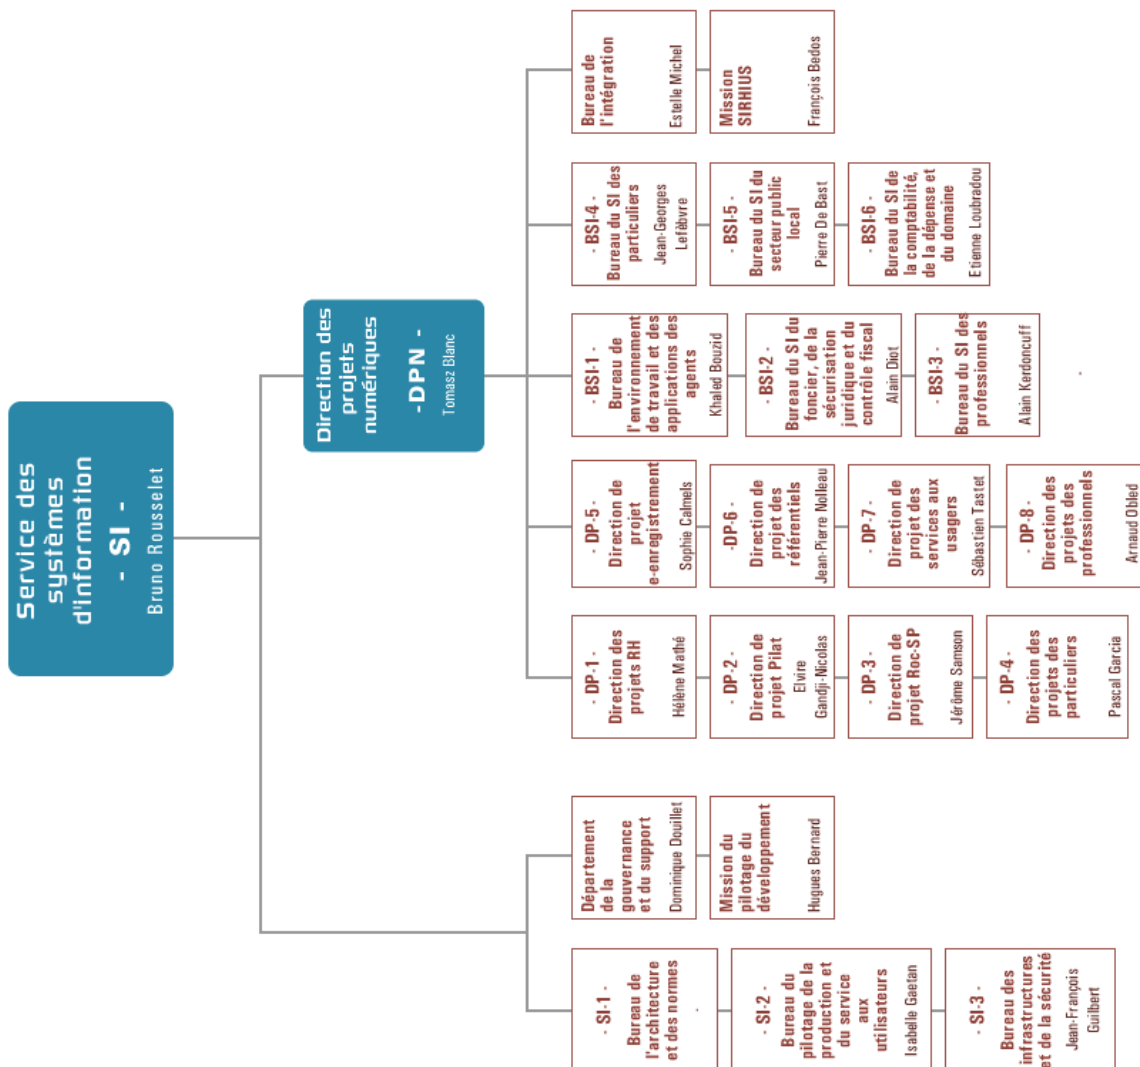 Service des
systèmes
d'information
- SI -
Bruno Rousselet
Direction des
projets
numériques
-DPN -
Tomasz Blanc
- SI-1 -
Bureau de
l'architecture
et des normes
- SI-2 -
Bureau du
pilotage de la
production et
du service
aux
utilisateurs
Isabelle Gaetan
- SI-3 -
Bureau des
infrastructures
et de la sécurité
Jean-François
Guilbert
Département
de la
gouvernance
et du support
Dominique Douillet
Mission du
pilotage du
développement
Hugues Bernard
- DP-1 -
Direction des
projets RH
Hélène Mathé
- DP-2 -
Direction de
projet Pilat
Elvire
Gandji-Nicolas
- DP-3 -
Direction de
projet Roc-SP
Jérôme Samson
- DP-4 -
Direction des
projets des
particuliers
Pascal Garcia
- DP-5 -
Direction de
projet
e-enregistrement
Sophie Calmels
-DP-6 -
Direction de
projet des
référentiels
Jean-Pierre Nolleau
- DP-7 -
Direction de
projet des
services aux
usagers
Sébastien Tastet
- DP-8 -
Direction des
projets des
professionnels
Arnaud Obled
- BSI-1 -
Bureau de
l'environnement
de travail et des
applications des
agents
Khaled Bouzid
- BSI-2 -
Bureau du SI du
foncier, de la
sécurisation
juridique et du
contrôle fiscal
Alain Diot
- BSI-3 -
Bureau du SI des
professionnels
Alain Kerdoncuff
- BSI-4 -
Bureau du SI des
particuliers
Jean-Georges
Lefèbvre
- BSI-5 -
Bureau du SI du
secteur public
local
Pierre De Bast
- BSI-6 -
Bureau du SI de
la comptabilité,
de la dépense et
du domaine
Etienne Loubradou
Bureau de
l'intégration
Estelle Michel
Mission
SIRHIUS
François Bedos